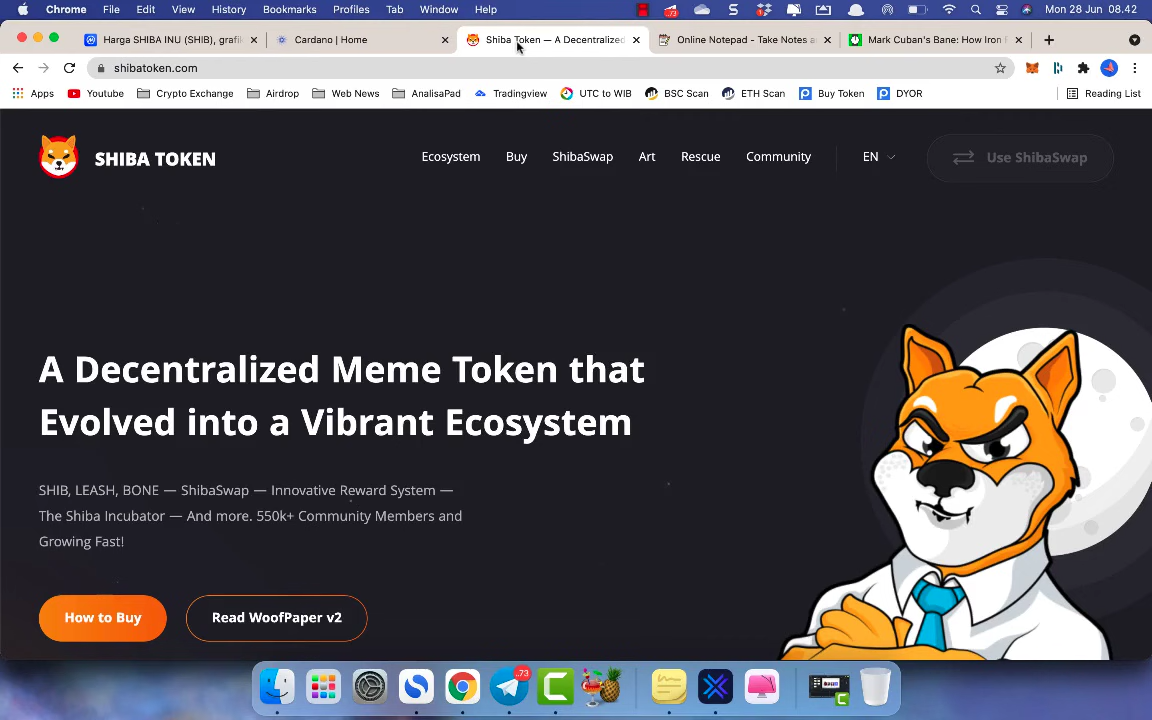 Chrome File Edit View History Bookmarks Profiles Tab Window Help .73 Mon 28 Jun 08.42
Harga SHIBA INU (SHIB), grafi Cardano | Home Shiba Token — A Decentralized Online Notepad - Take Notes a Mark Cuban's Bane: How Iron
shibatoken.com
Apps Youtube Crypto Exchange Airdrop Web News AnalisaPad Tradingview UTC to WIB BSC Scan ETH Scan Buy Token DYOR Reading List
SHIBA TOKEN Ecosystem Buy ShibaSwap Art Rescue Community EN Use ShibaSwap
A Decentralized Meme Token that
Evolved into a Vibrant Ecosystem
SHIB, LEASH, BONE — ShibaSwap — Innovative Reward System —
The Shiba Incubator — And more. 550k+ Community Members and
Growing Fast!
How to Buy Read WoofPaper v2
.73